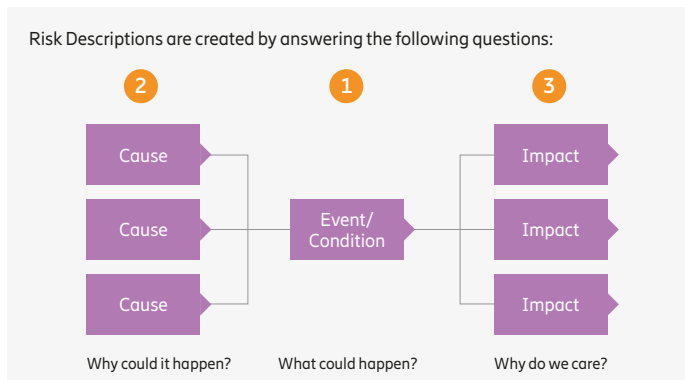 Risk Descriptions are created by answering the following questions:
2
1
3
Cause
Impact
Cause
Event/
Condition
Impact
Cause
Impact
Why could it happen?
What could happen?
Why do we care?